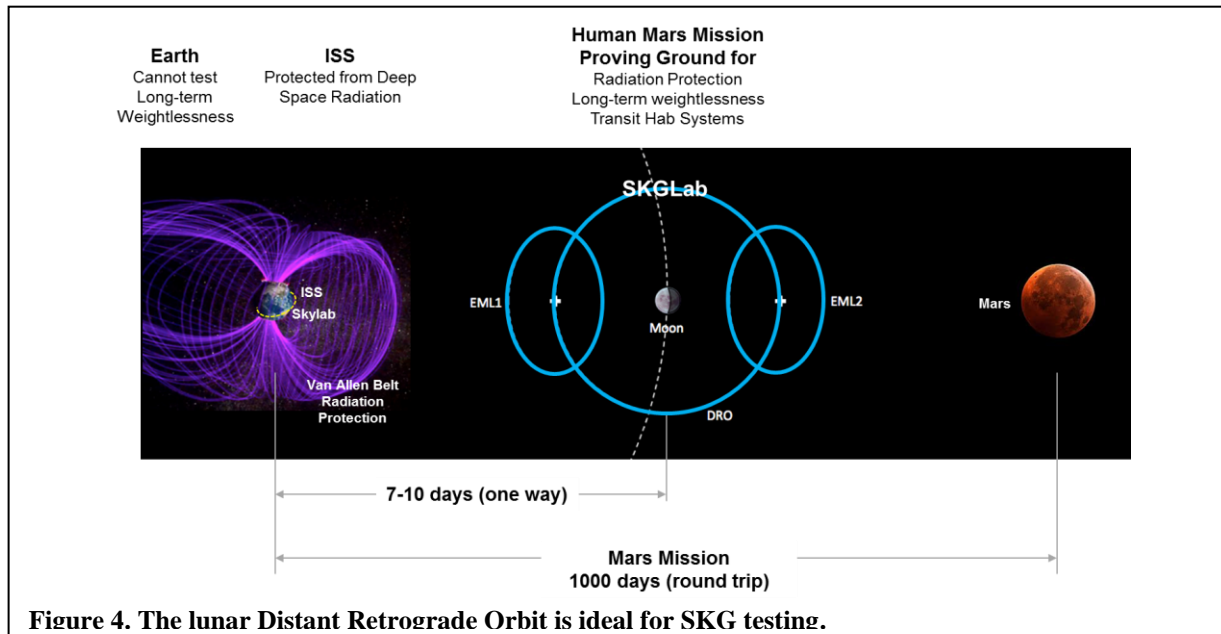 Earth
Cannot test
Long-term
Weightlessness
ISS
Protected from Deep
Space Radiation
Human Mars Mission
Proving Ground for
Radiation Protection
Long-term weightlessness
Transit Hab Systems
SKGLab
ISS
Skylab
EML1
Moon
EML2
Mars
Van Allen Belt
Radiation
Protection
DRO
7-10 days (one way)
Mars Mission
1000 days (round trip)
Figure 4. The lunar Distant Retrograde Orbit is ideal for SKG testing.